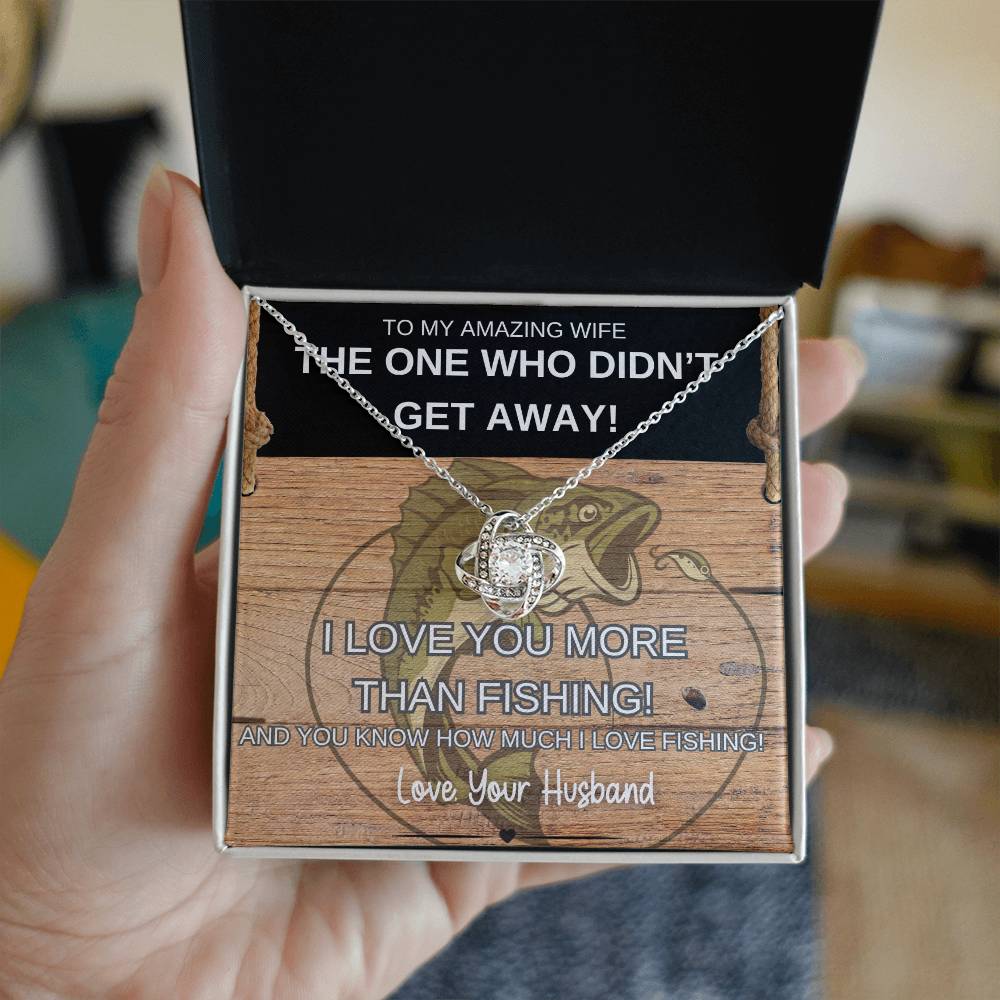 TO MY AMAZING WIFE
THE ONE WHO DIDN'T
GET AWAY!
I LOVE YOU MORE
THAN FISHING!
AND YOU KNOW HOW MUCH I LOVE FISHING!
Love, Your Husband